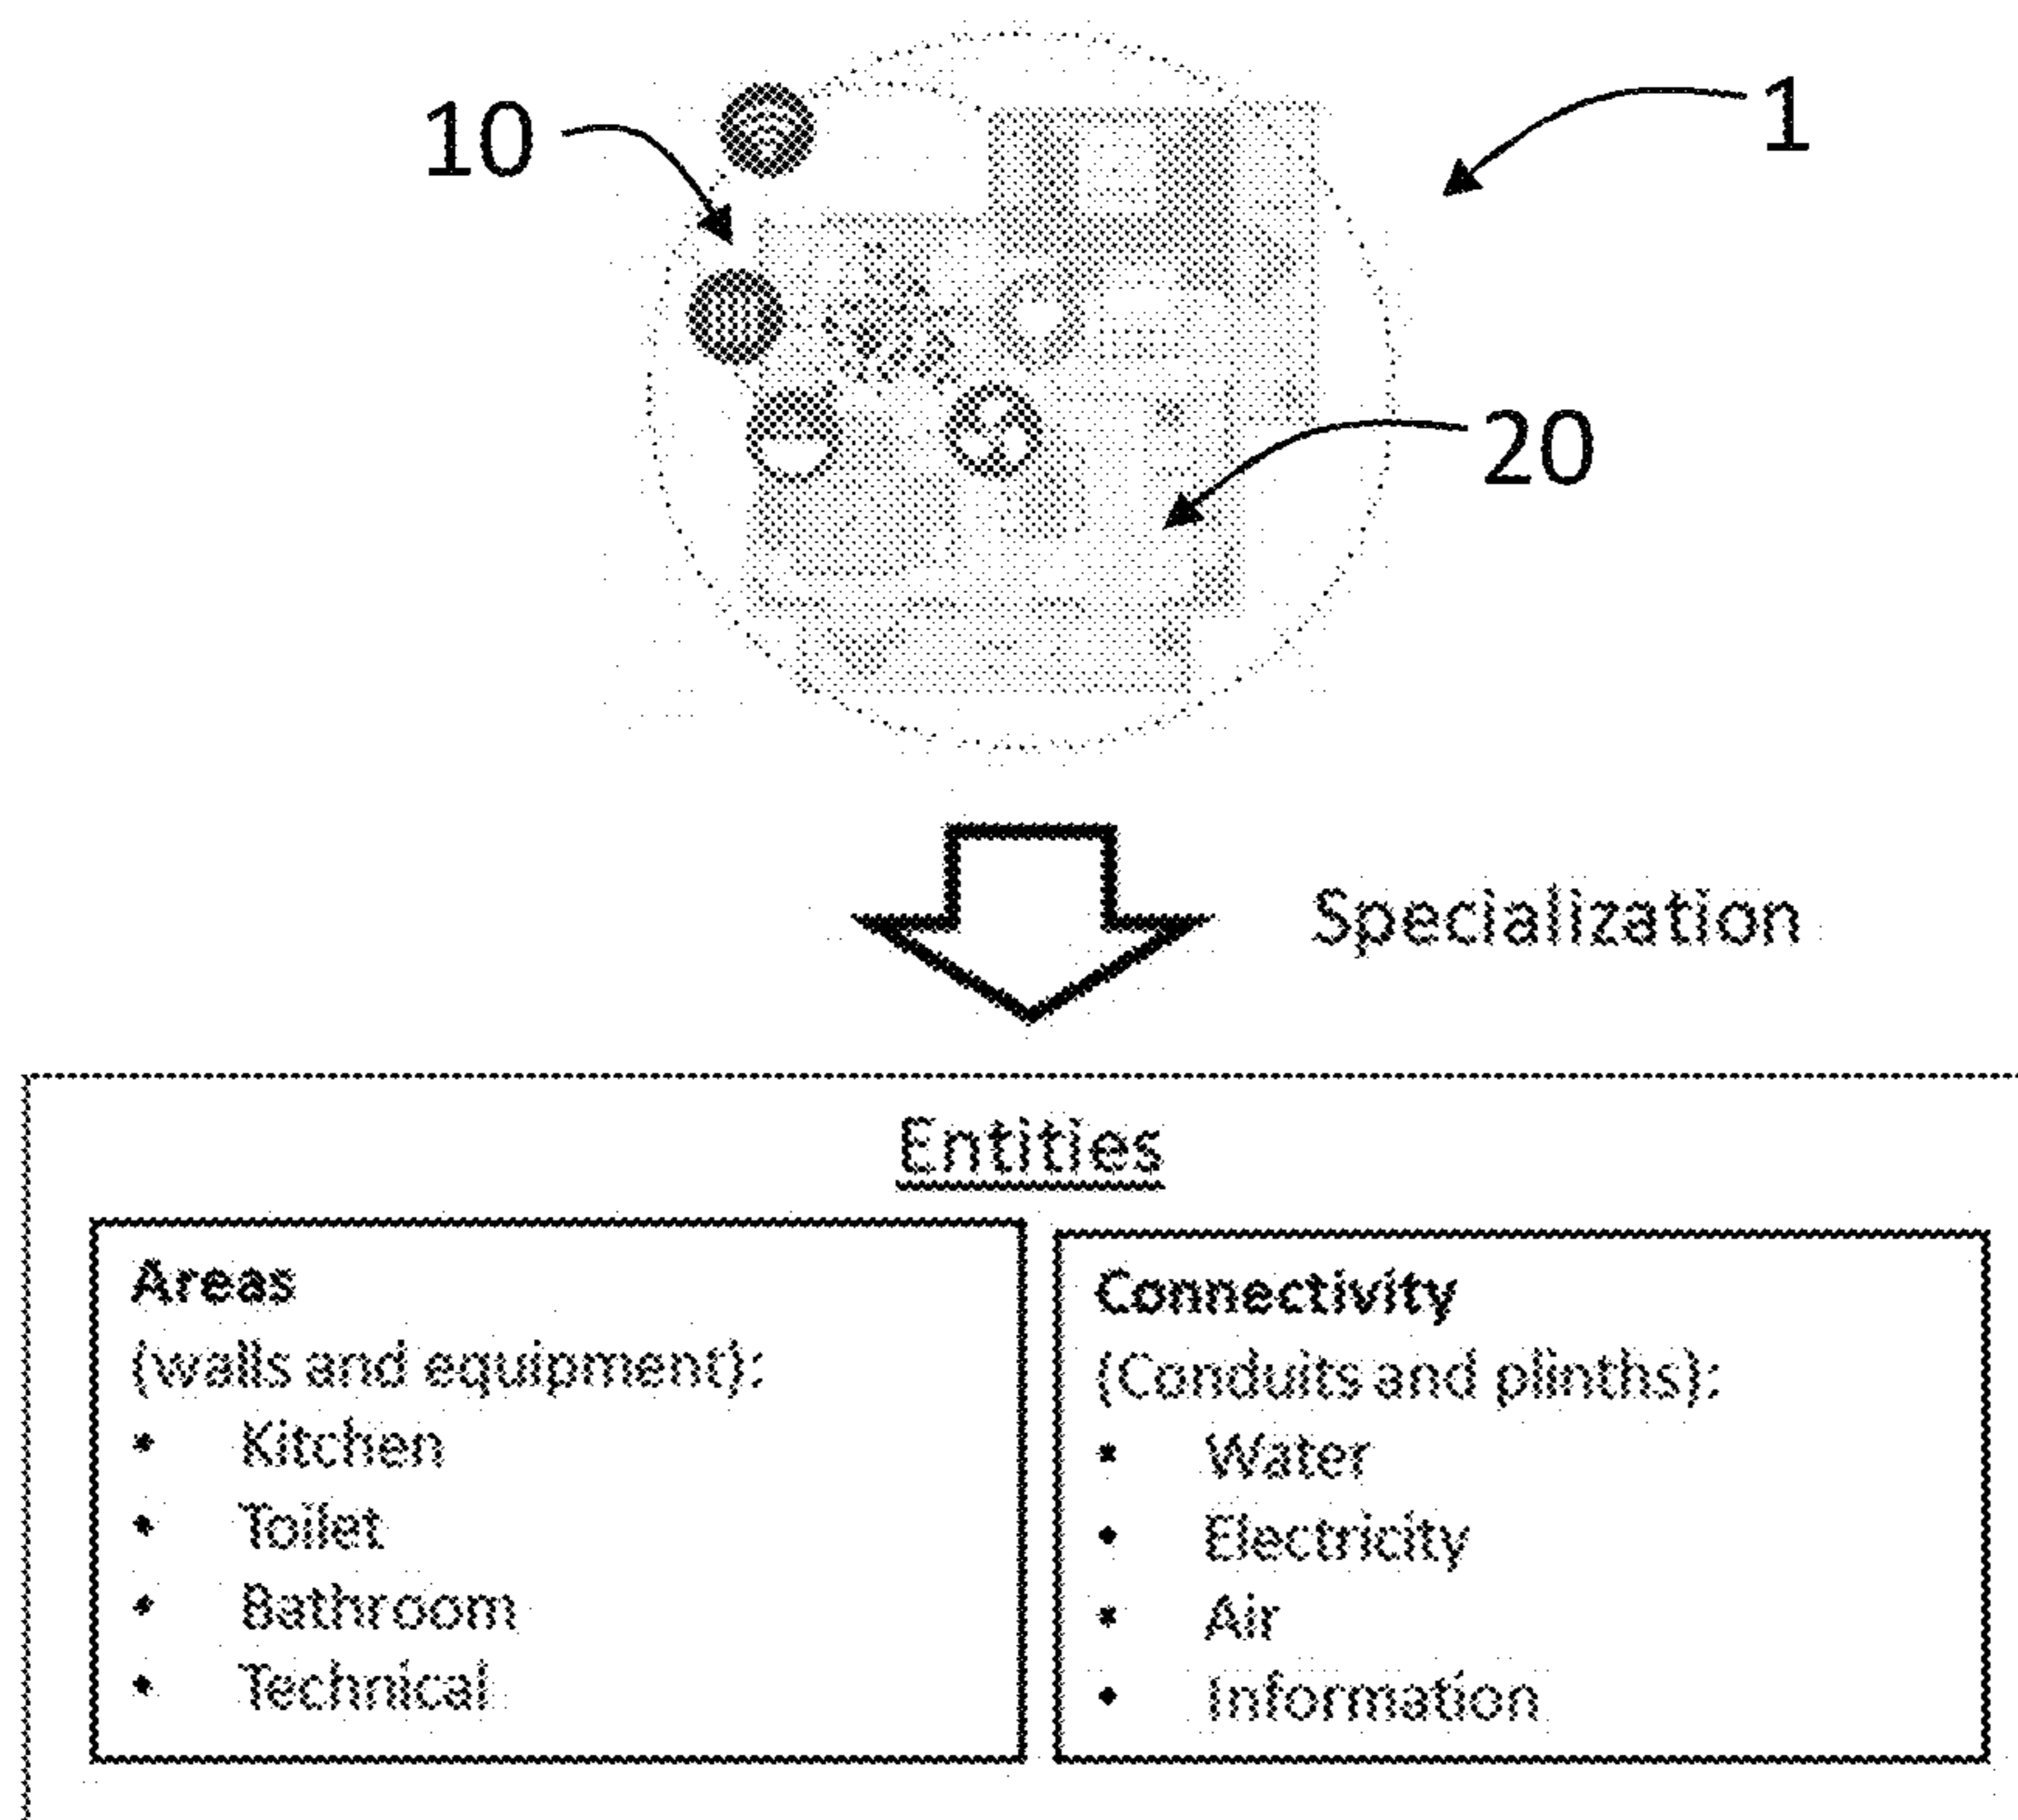 10
1
20
Specialization
Entities
Areas
(walls and equipment):
• Kitchen
• Toilet
• Bathroom
• Technical
Connectivity
(Conduits and plinths):
• Water
• Electricity
• Air
• Information